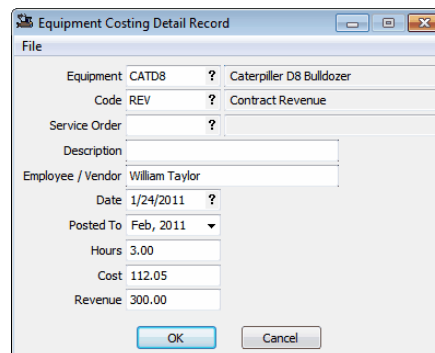 Equipment Costing Detail Record
File
Equipment CATD8 ? Caterpiller D8 Bulldozer
Code REV ? Contract Revenue
Service Order ?
Description
Employee / Vendor William Taylor
Date 1/24/2011 ?
Posted To Feb, 2011
Hours 3.00
Cost 112.05
Revenue 300.00
OK Cancel